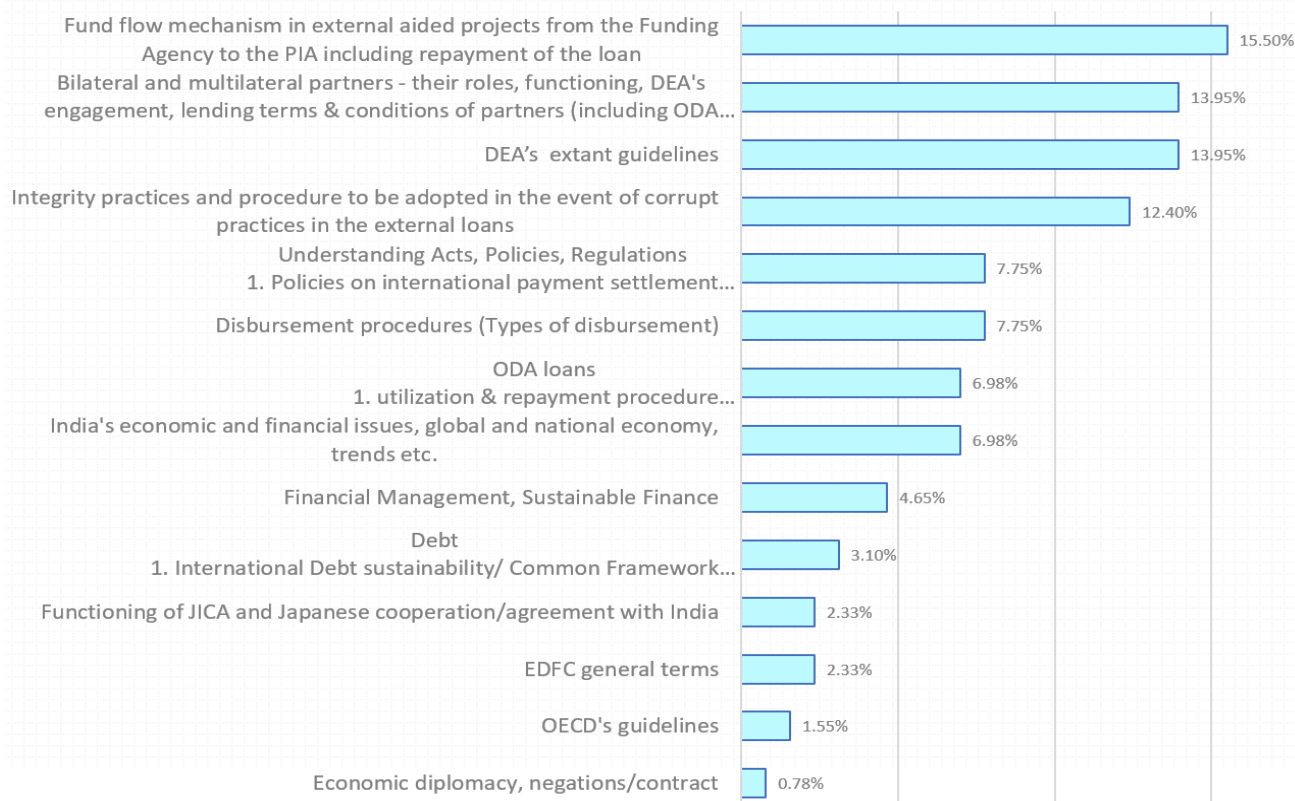 Fund flow mechanism in external aided projects from the Funding
Agency to the PIA including repayment of the loan
15.50%
Bilateral and multilateral partners - their roles, functioning, DEA's
engagement, lending terms & conditions of partners (including ODA...
13.95%
DEA’s  extant guidelines
13.95%
Integrity practices and procedure to be adopted in the event of corrupt
practices in the external loans
12.40%
Understanding Acts, Policies, Regulations
1. Policies on international payment settlement...
7.75%
Disbursement procedures (Types of disbursement)
7.75%
ODA loans
1. utilization & repayment procedure...
6.98%
India's economic and financial issues, global and national economy,
trends etc.
6.98%
Financial Management, Sustainable Finance
4.65%
Debt
1. International Debt sustainability/ Common Framework...
3.10%
Functioning of JICA and Japanese cooperation/agreement with India
2.33%
EDFC general terms
2.33%
OECD's guidelines
1.55%
Economic diplomacy, negations/contract
0.78%